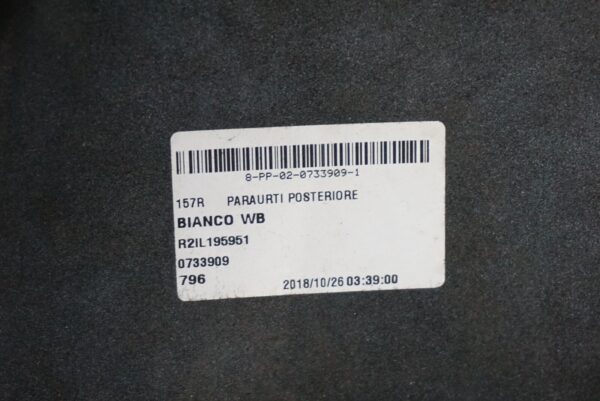 8-PP-02-0733909-1
157R PARAURTI POSTERIORE
BIANCO WB
R2IL195951
0733909
796 2018/10/26 03:39:00